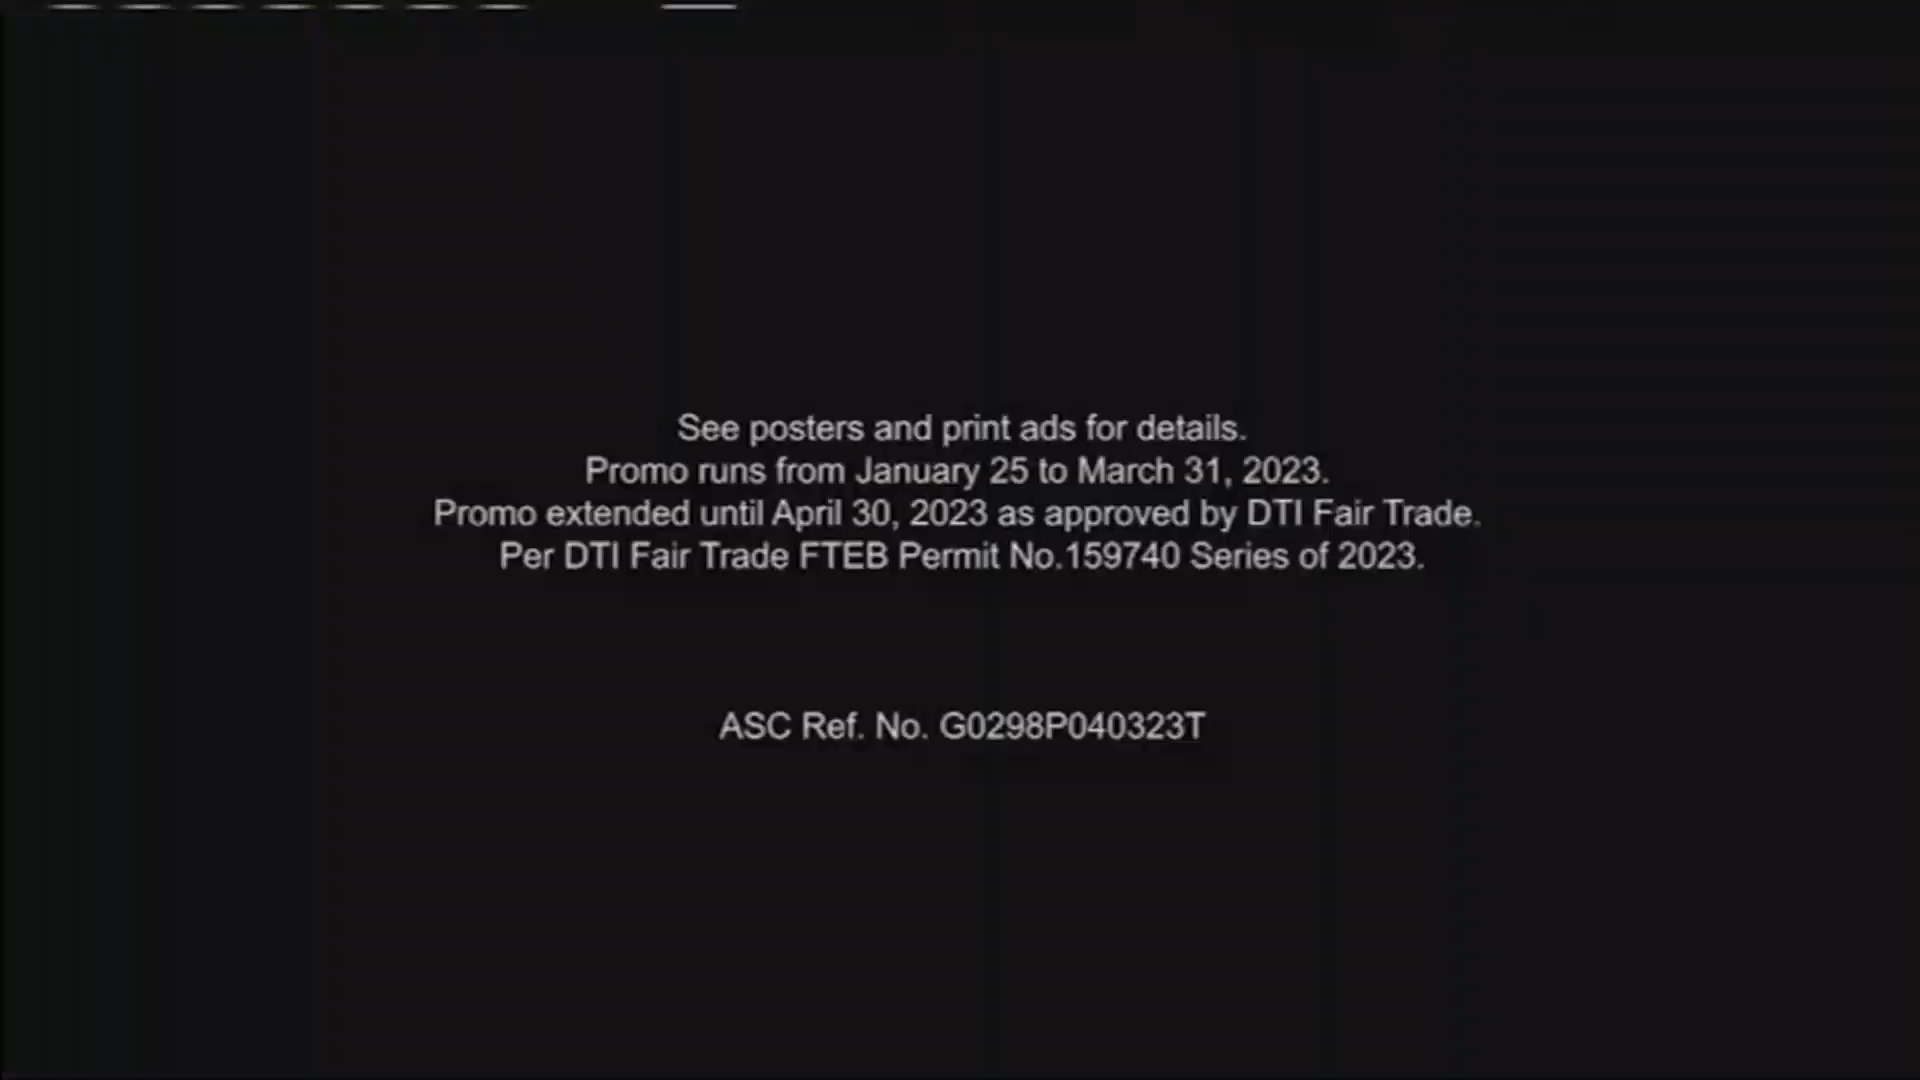 See posters and print ads for details.
Promo runs from January 25 to March 31, 2023.
Promo extended until April 30, 2023 as approved by DTI Fair Trade.
Per DTI Fair Trade FTEB Permit No.159740 Series of 2023.
ASC Ref. No. G0298P040323T